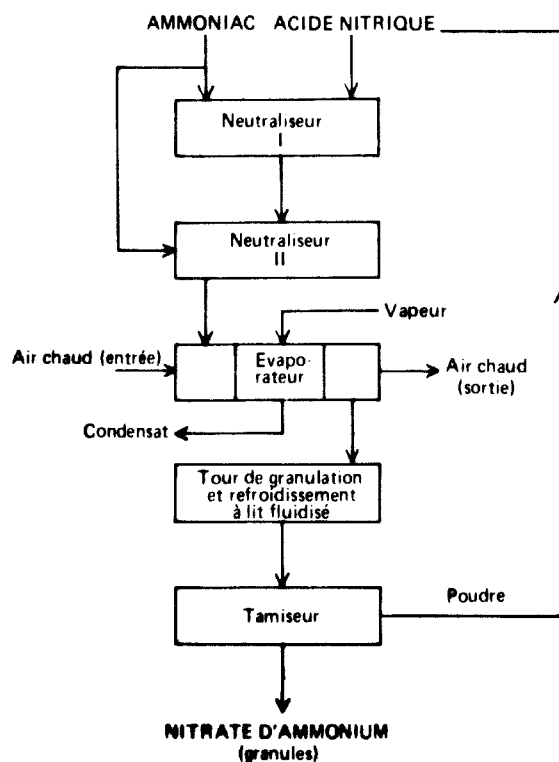 AMMONIAC ACIDE NITRIQUE
Neutraliseur
I
Neutraliseur
II
Vapeur
Air chaud (entrée)
Evapo-
rateur
Air chaud
(sortie)
Condensat
Tour de granulation
et refroidissement
à lit fluidisé
Poudre
Tamiseur
NITRATE D'AMMONIUM
(granules)